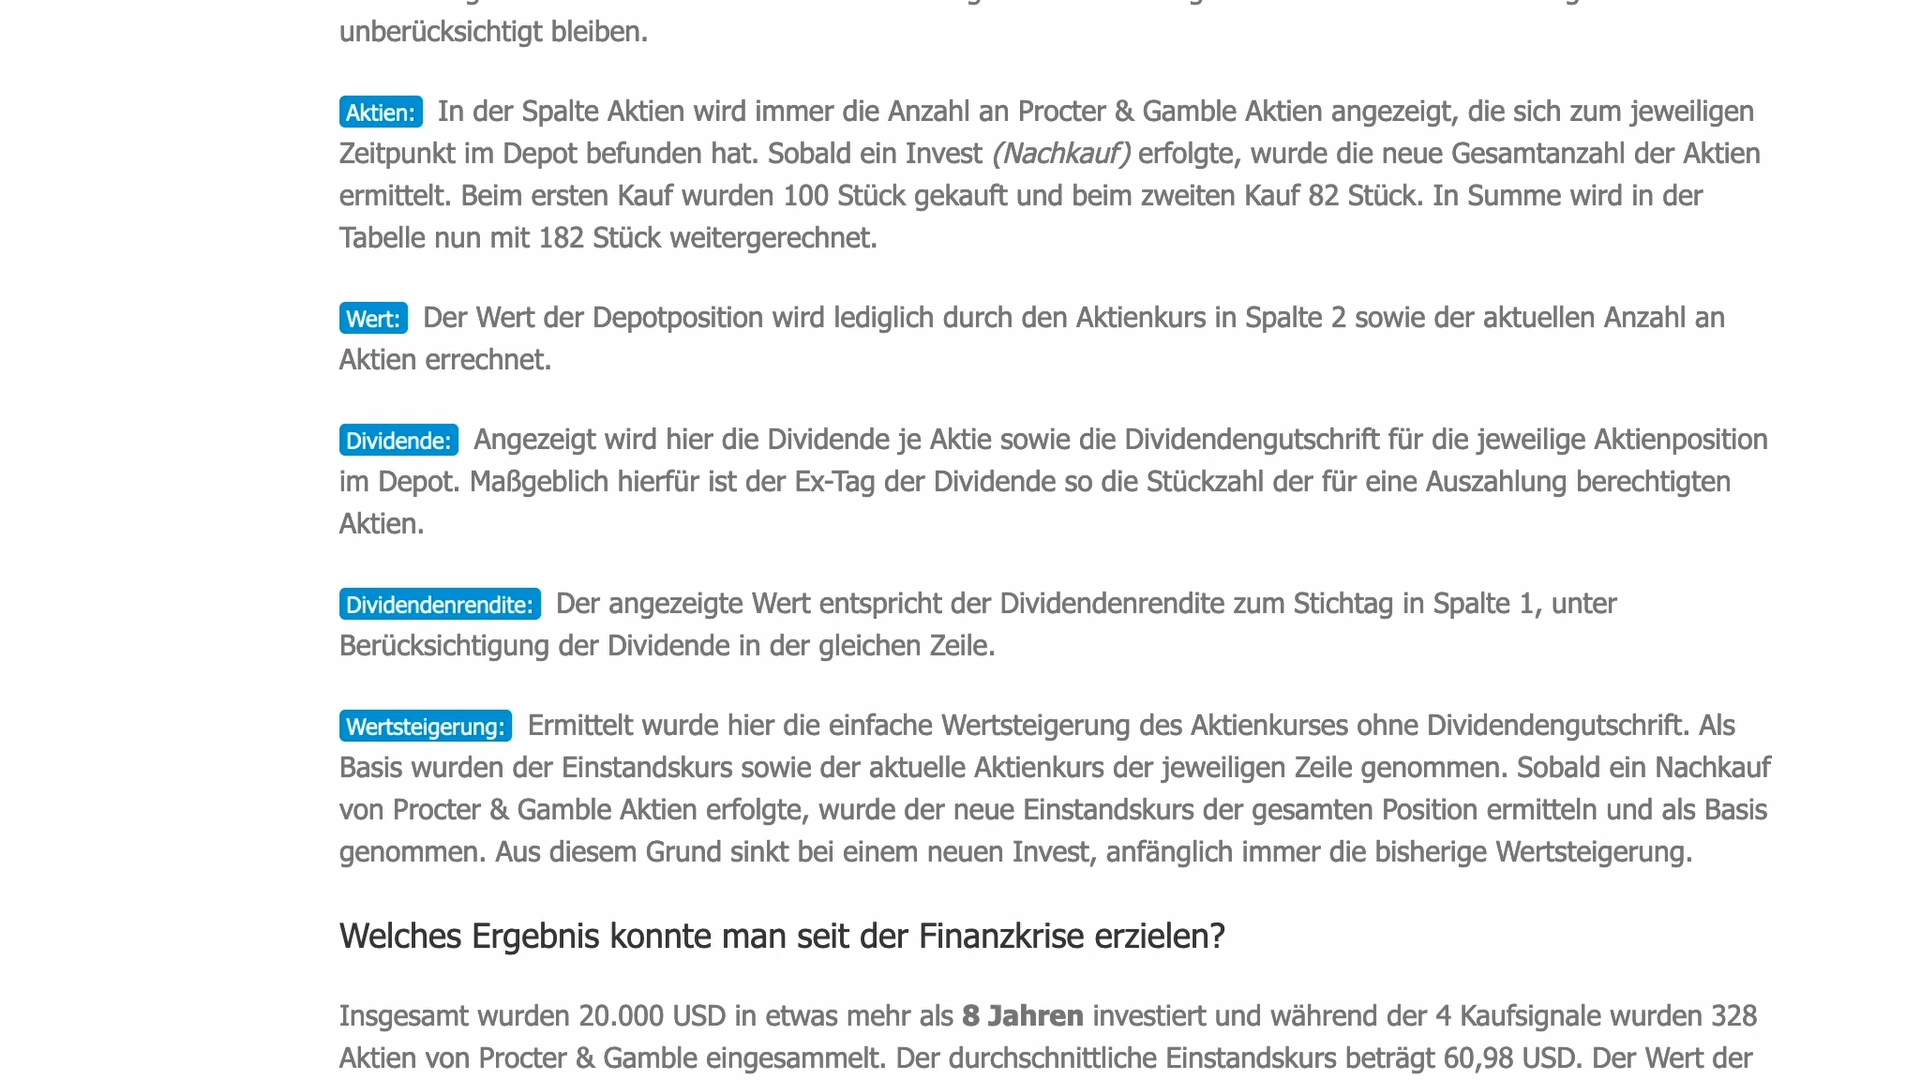 unberücksichtigt bleiben.
Aktien: In der Spalte Aktien wird immer die Anzahl an Procter & Gamble Aktien angezeigt, die sich zum jeweiligen
Zeitpunkt im Depot befunden hat. Sobald ein Invest (Nachkauf) erfolgte, wurde die neue Gesamtanzahl der Aktien
ermittelt. Beim ersten Kauf wurden 100 Stück gekauft und beim zweiten Kauf 82 Stück. In Summe wird in der
Tabelle nun mit 182 Stück weitergerechnet.
Wert: Der Wert der Depotposition wird lediglich durch den Aktienkurs in Spalte 2 sowie der aktuellen Anzahl an
Aktien errechnet.
Dividende: Angezeigt wird hier die Dividende je Aktie sowie die Dividendengutschrift für die jeweilige Aktienposition
im Depot. Maßgeblich hierfür ist der Ex-Tag der Dividende so die Stückzahl der für eine Auszahlung berechtigten
Aktien.
Dividendenrendite: Der angezeigte Wert entspricht der Dividendenrendite zum Stichtag in Spalte 1, unter
Berücksichtigung der Dividende in der gleichen Zeile.
Wertsteigerung: Ermittelt wurde hier die einfache Wertsteigerung des Aktienkurses ohne Dividendengutschrift. Als
Basis wurden der Einstandskurs sowie der aktuelle Aktienkurs der jeweiligen Zeile genommen. Sobald ein Nachkauf
von Procter & Gamble Aktien erfolgte, wurde der neue Einstandskurs der gesamten Position ermitteln und als Basis
genommen. Aus diesem Grund sinkt bei einem neuen Invest, anfänglich immer die bisherige Wertsteigerung.
Welches Ergebnis konnte man seit der Finanzkrise erzielen?
Insgesamt wurden 20.000 USD in etwas mehr als 8 Jahren investiert und während der 4 Kaufsignale wurden 328
Aktien von Procter & Gamble eingesammelt. Der durchschnittliche Einstandskurs beträgt 60,98 USD. Der Wert der